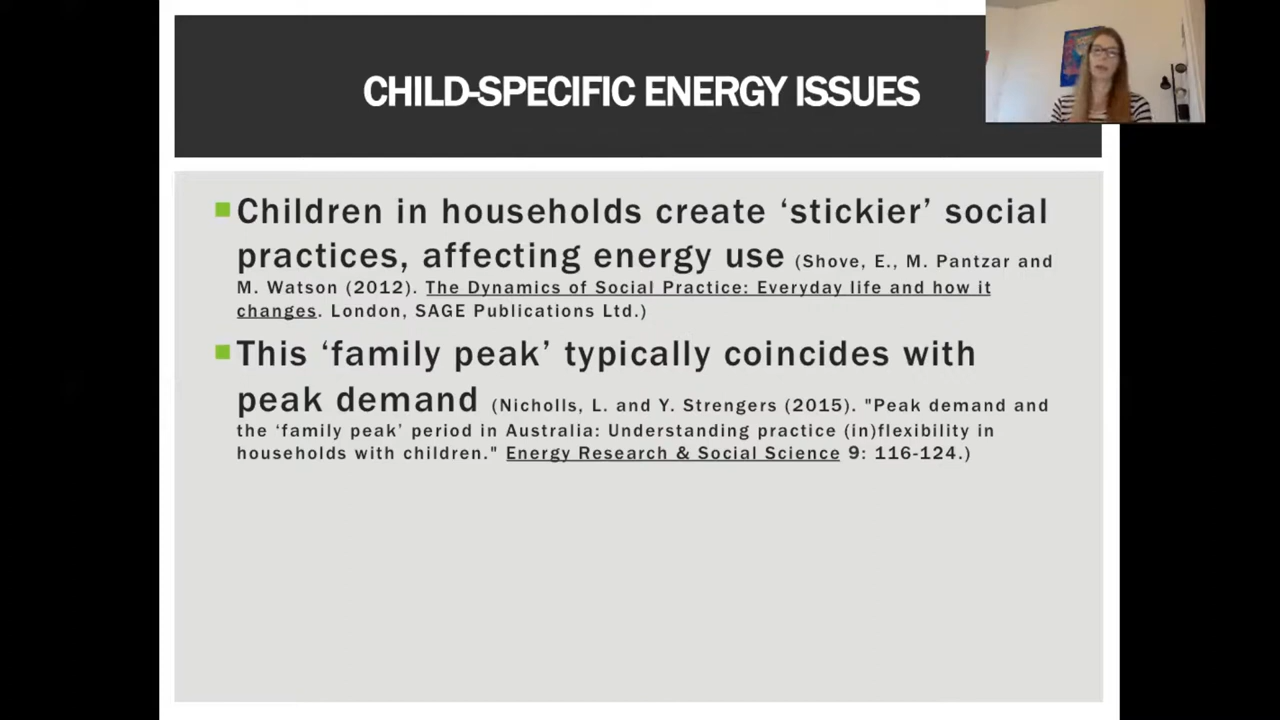 CHILD-SPECIFIC ENERGY ISSUES
Children in households create ‘stickier’ social
practices, affecting energy use (Shove, E., M. Pantzar and
M. Watson (2012). The Dynamics of Social Practice: Everyday life and how it
changes. London, SAGE Publications Ltd.)
This ‘family peak’ typically coincides with
peak demand (Nicholls, L. and Y. Strengers (2015). "Peak demand and
the ‘family peak’ period in Australia: Understanding practice (in)flexibility in
households with children." Energy Research & Social Science 9: 116-124.)